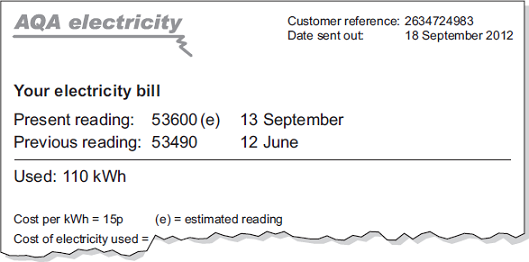 AQA electricity
Customer reference: 2634724983
Date sent out: 18 September 2012
Your electricity bill
Present reading: 53600 (e) 13 September
Previous reading: 53490 12 June
Used: 110 kWh
Cost per kWh = 15p (e) = estimated reading
Cost of electricity used =